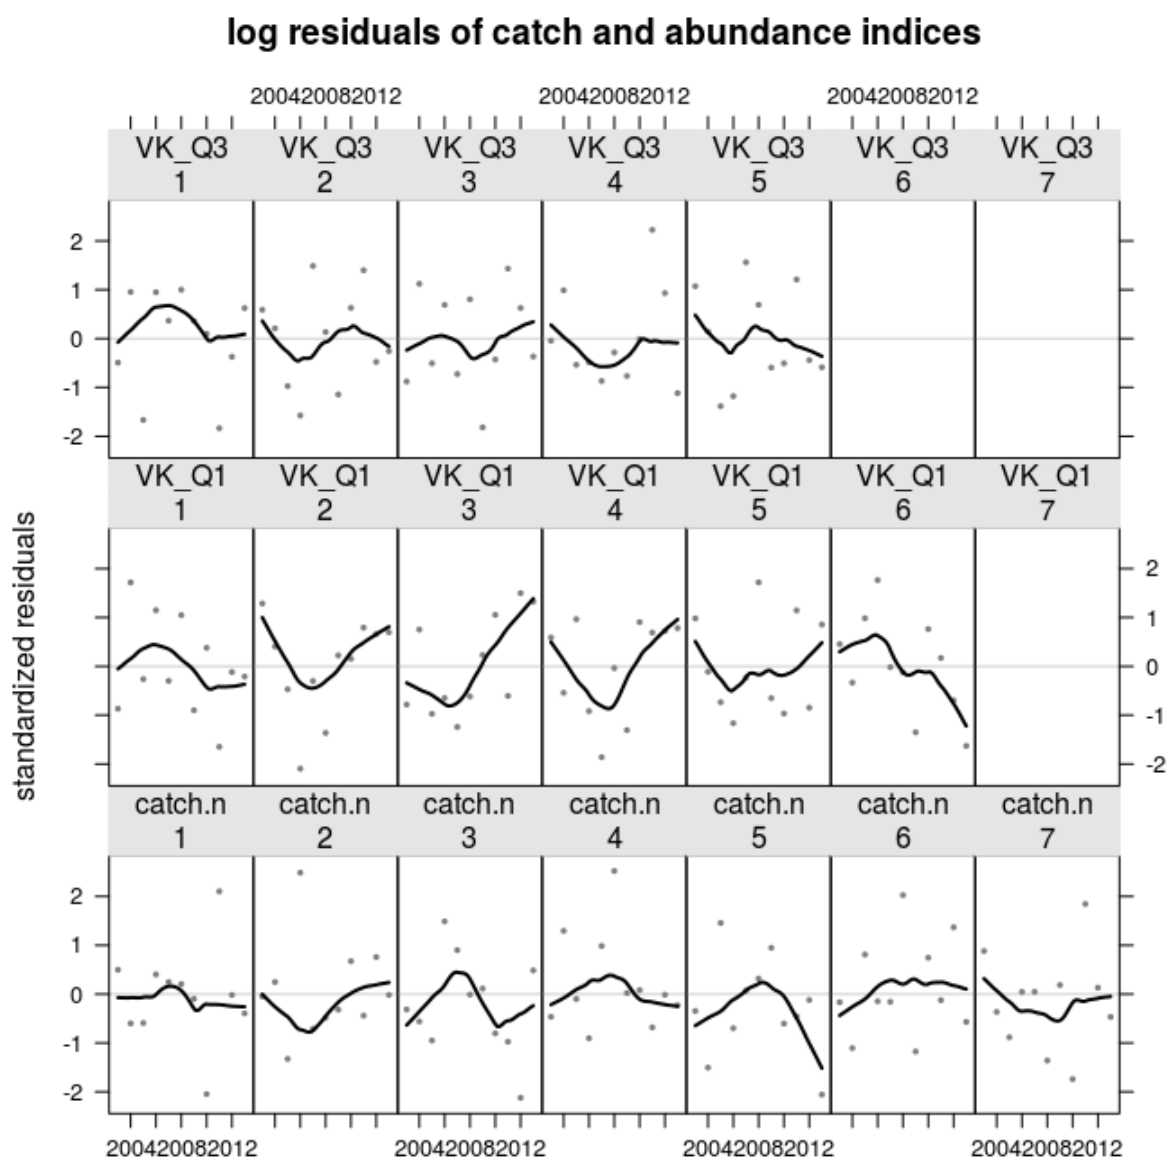 log residuals of catch and abundance indices
200420082012 200420082012 200420082012
VK_Q3 VK_Q3 VK_Q3 VK_Q3 VK_Q3 VK_Q3 VK_Q3
1 2 3 4 5 6 7
2
1
0
-1
-2
VK_Q1 VK_Q1 VK_Q1 VK_Q1 VK_Q1 VK_Q1 VK_Q1
1 2 3 4 5 6 7
2
1
0
-1
-2
standardized residuals
catch.n catch.n catch.n catch.n catch.n catch.n catch.n
1 2 3 4 5 6 7
2
1
0
-1
-2
200420082012 200420082012 200420082012 200420082012